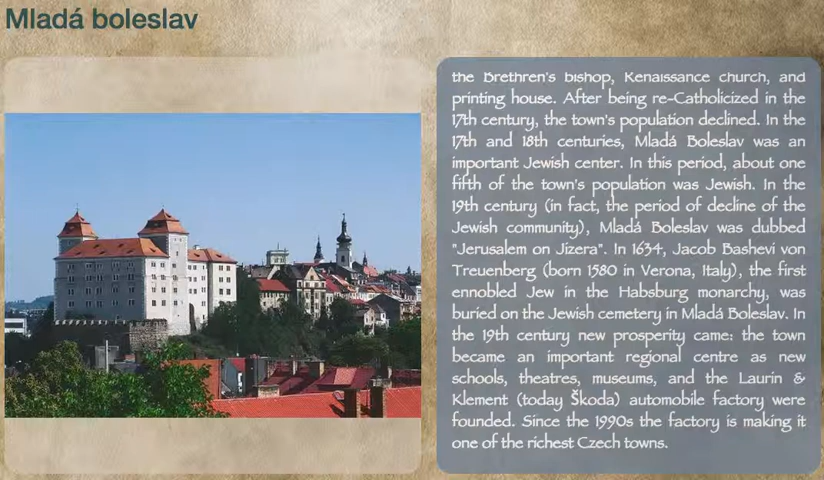 Mladá boleslav
the Brethren's bishop, Renaissance church, and
printing house. After being re-Catholicized in the
17th century, the town's population declined. In the
17th and 18th centuries, Mladá Boleslav was an
important Jewish center. In this period, about one
fifth of the town's population was Jewish. In the
19th century (in fact, the period of decline of the
Jewish community), Mladá Boleslav was dubbed
"Jerusalem on Jizera". In 1634, Jacob Bashevi von
Treuenberg (born 1580 in Verona, Italy), the first
ennobled Jew in the Habsburg monarchy, was
buried on the Jewish cemetery in Mladá Boleslav. In
the 19th century new prosperity came: the town
became an important regional centre as new
schools, theatres, museums, and the Laurin &
Klement (today Škoda) automobile factory were
founded. Since the 1990s the factory is making it
one of the richest Czech towns.